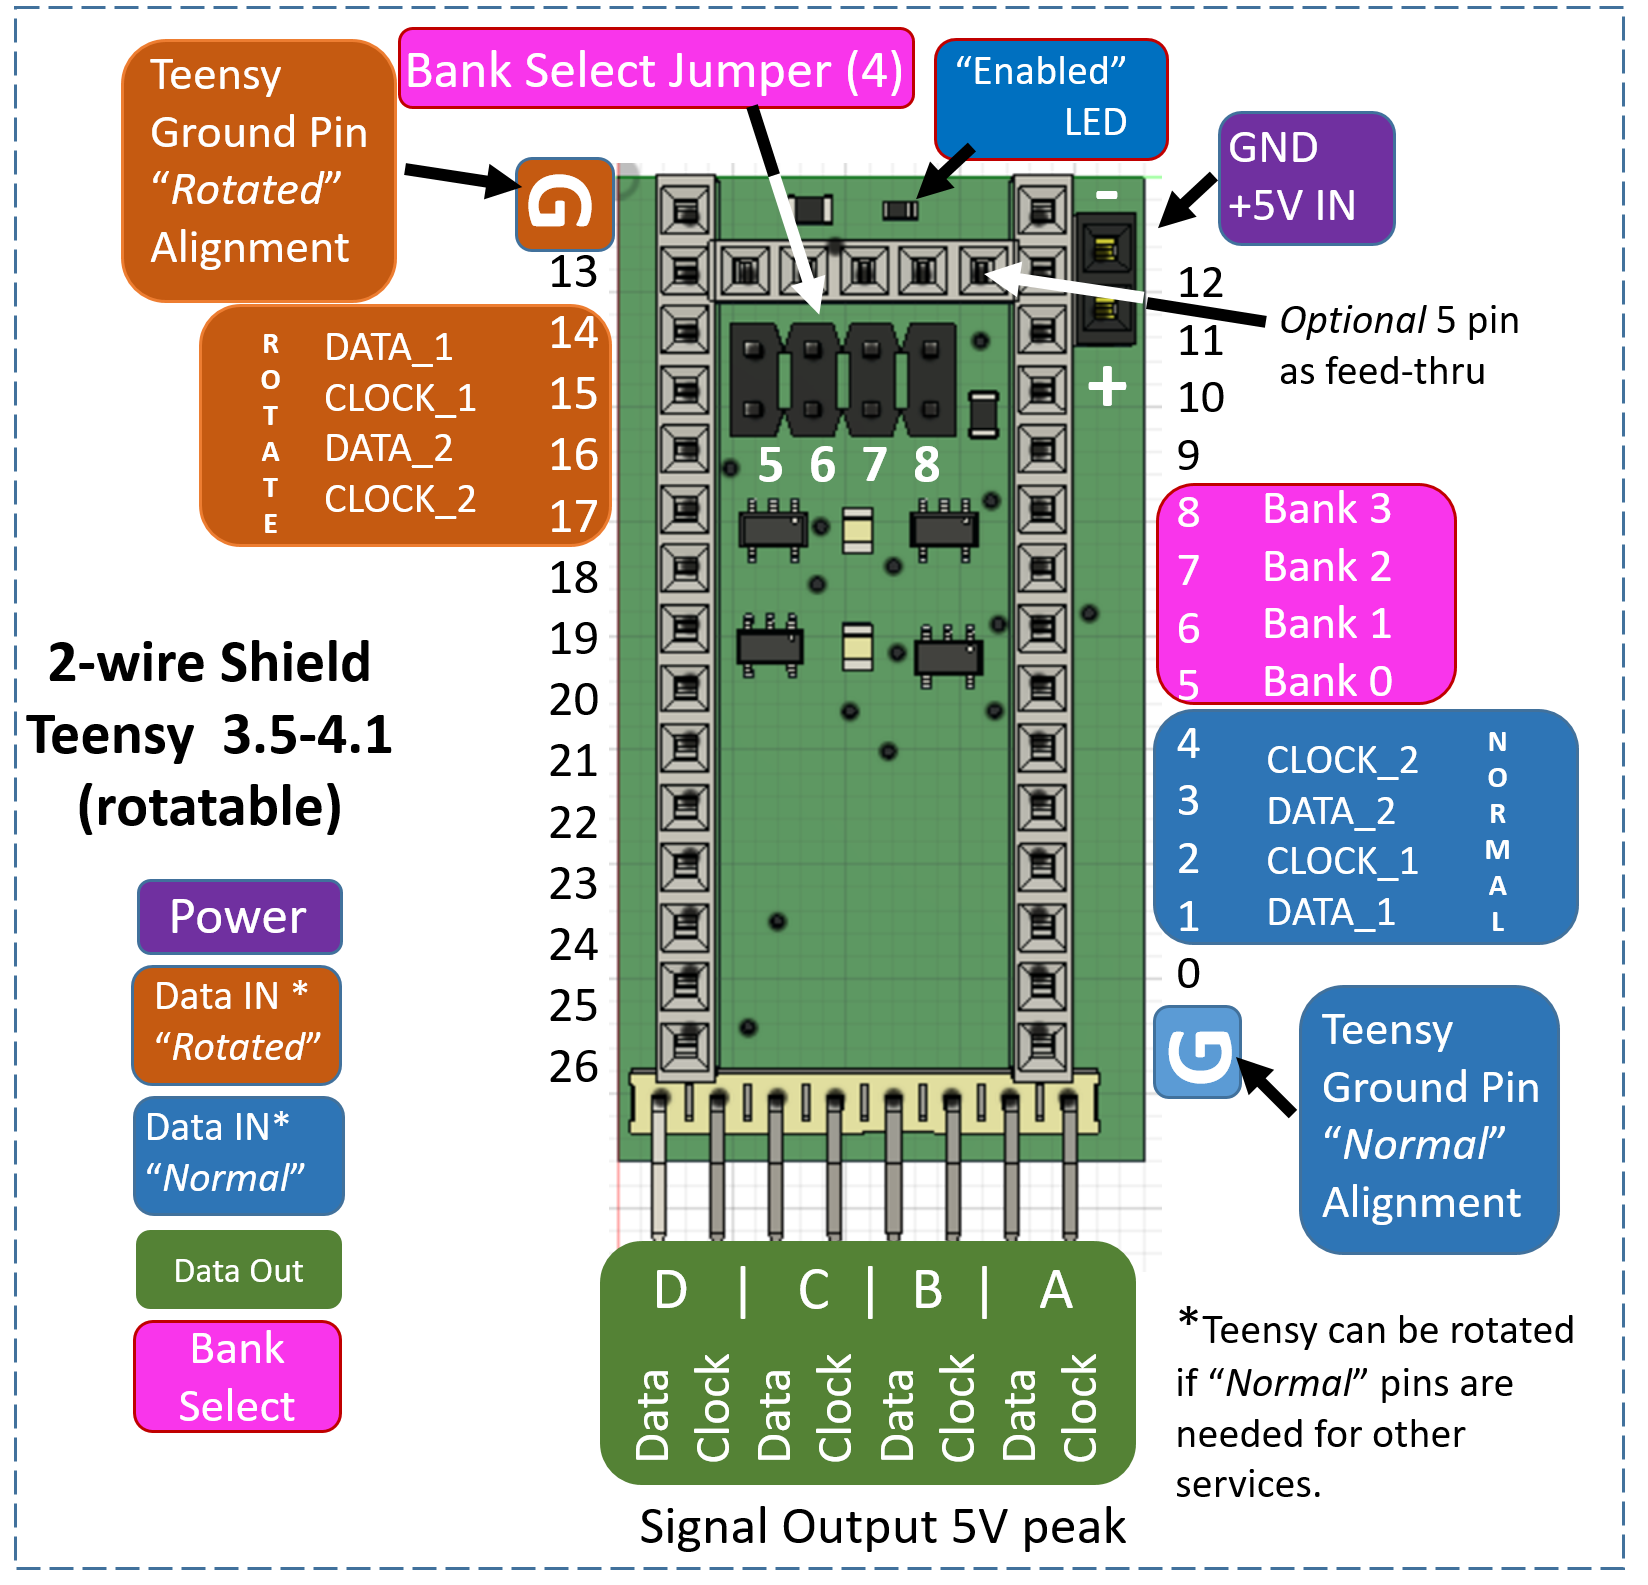 Teensy
Ground Pin
“Rotated”
Alignment
Bank Select Jumper (4)
“Enabled”
LED
GND
+5V IN
G
-
+
Optional 5 pin
as feed-thru
13
14
15
16
17
18
19
20
21
22
23
24
25
26
ROTATE
DATA_1
CLOCK_1
DATA_2
CLOCK_2
5 6 7 8
12
11
10
9
8 Bank 3
7 Bank 2
6 Bank 1
5 Bank 0
4
3
2
1
0
CLOCK_2
DATA_2
CLOCK_1
DATA_1
NORMAL
G
Teensy
Ground Pin
“Normal”
Alignment
2-wire Shield
Teensy 3.5-4.1
(rotatable)
Power
Data IN *
“Rotated”
Data IN*
“Normal”
Data Out
Bank
Select
D | C | B | A
Data Clock Data Clock Data Clock Data Clock
Signal Output 5V peak
*Teensy can be rotated
if “Normal” pins are
needed for other
services.